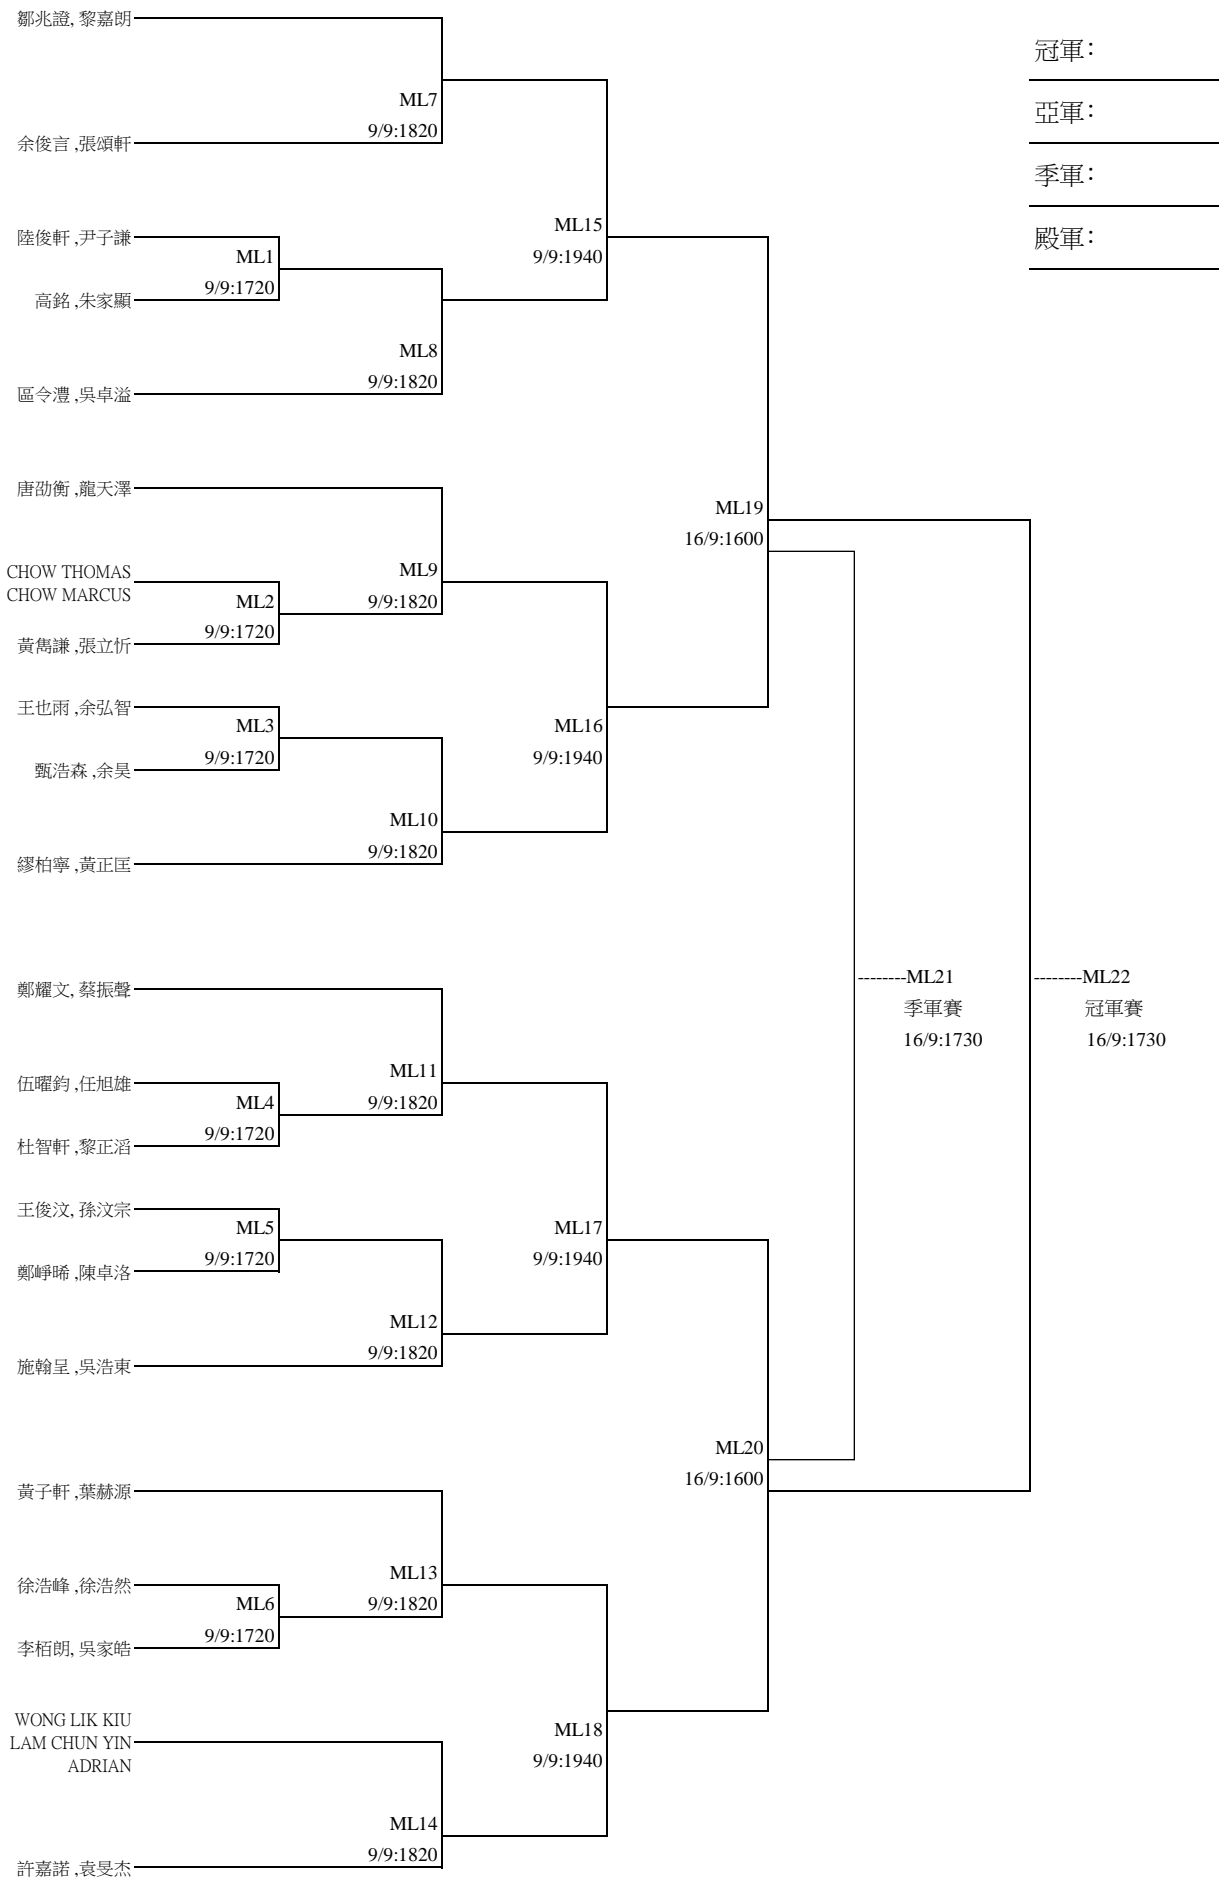 鄒兆證, 黎嘉朗
冠軍：
亞軍：
季軍：
殿軍：
ML7
9/9:1820
余俊言 ,張頌軒
陸俊軒 ,尹子謙
ML1
9/9:1720
高銘 ,朱家顯
ML15
9/9:1940
ML8
9/9:1820
區令灃 ,吳卓溢
唐劭衡 ,龍天澤
ML19
16/9:1600
CHOW THOMAS
CHOW MARCUS
ML9
9/9:1820
ML2
9/9:1720
黃雋謙 ,張立忻
王也雨 ,余弘智
ML3
9/9:1720
甄浩森 ,余昊
ML16
9/9:1940
ML10
9/9:1820
繆柏寧 ,黃正匡
鄭耀文, 蔡振聲
--------ML21
季軍賽
16/9:1730
--------ML22
冠軍賽
16/9:1730
伍曜鈞 ,任旭雄
ML11
9/9:1820
ML4
9/9:1720
杜智軒 ,黎正滔
王俊汶, 孫汶宗
ML5
9/9:1720
鄭崢晞 ,陳卓洛
ML17
9/9:1940
ML12
9/9:1820
施翰呈 ,吳浩東
ML20
16/9:1600
黃子軒 ,葉赫源
徐浩峰 ,徐浩然
ML13
9/9:1820
ML6
9/9:1720
李栢朗, 吳家皓
WONG LIK KIU
LAM CHUN YIN
ADRIAN
ML18
9/9:1940
ML14
9/9:1820
許嘉諾 ,袁旻杰